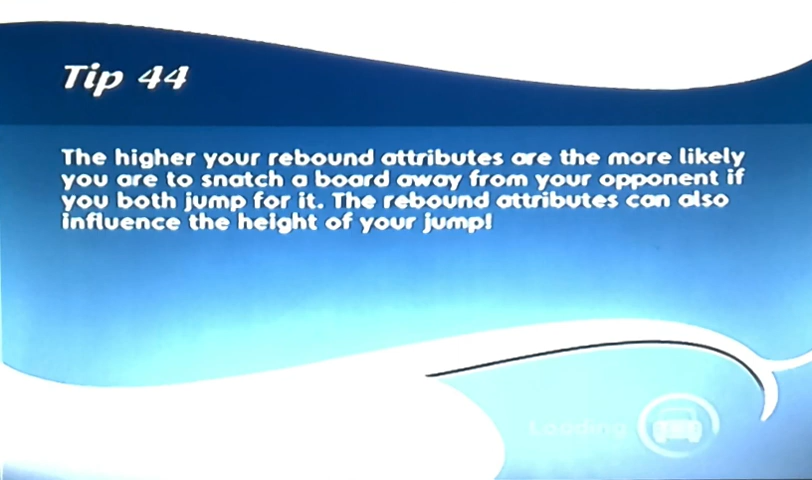 Tip 44
The higher your rebound attributes are the more likely
you are to snatch a board away from your opponent if
you both jump for it. The rebound attributes can also
influence the height of your jump!
Loading